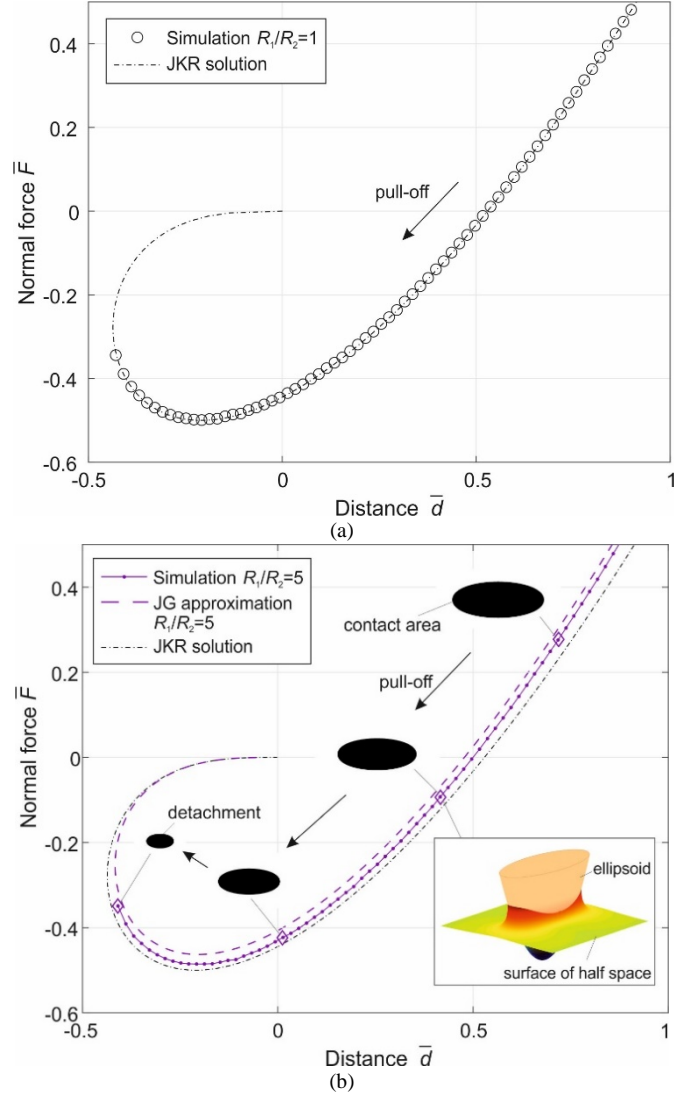 0.4
0.2
0
-0.2
-0.4
-0.6
Normal force F̅
Simulation R₁/R₂=1
JKR solution
pull-off
-0.5
0
0.5
1
Distance d̅
(a)
0.4
0.2
0
-0.2
-0.4
-0.6
Normal force F̅
Simulation R₁/R₂=5
JG approximation
R₁/R₂=5
JKR solution
contact area
pull-off
detachment
ellipsoid
surface of half space
-0.5
0
0.5
1
Distance d̅
(b)